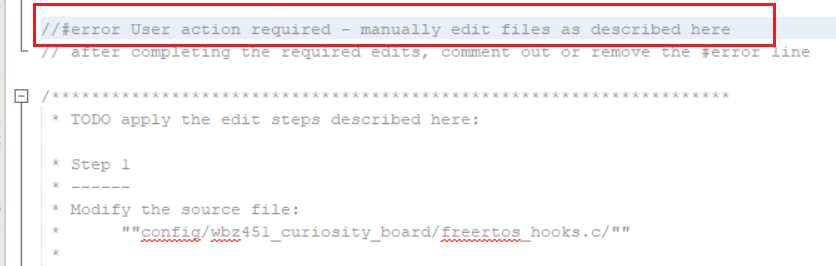 //#error User action required - manually edit files as described here
// after completing the required edits, comment out or remove the #error line
/********************************************************************
* TODO apply the edit steps described here:
* Step 1
* ------
* Modify the source file:
* ""config/wbz451_curiosity_board/freertos_hooks.c/""
*